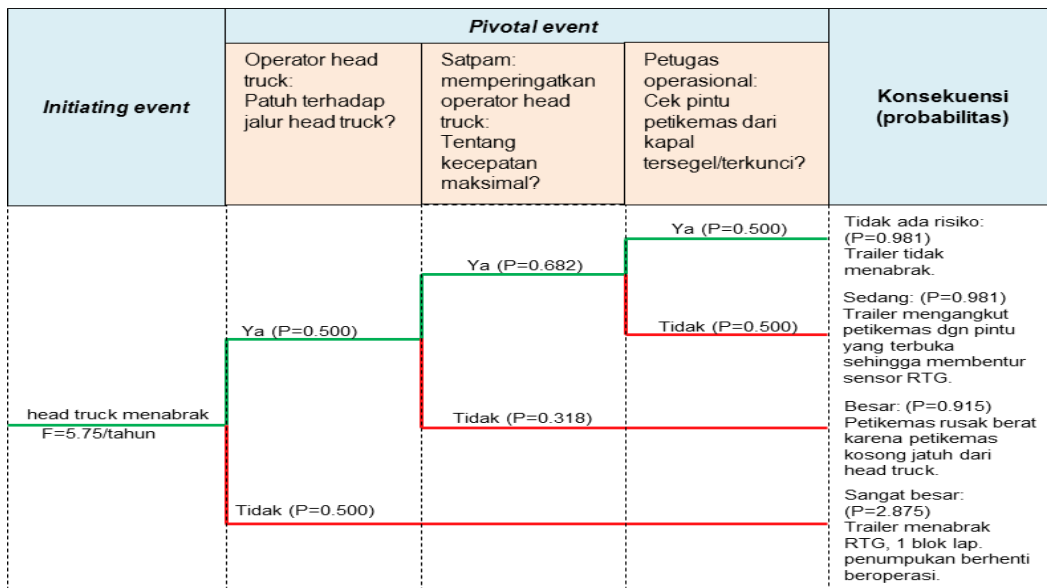 Pivotal event
Initiating event
Operator head
truck:
Patuh terhadap
jalur head truck?
Satpam:
memperingatkan
operator head
truck:
Tentang
kecepatan
maksimal?
Petugas
operasional:
Cek pintu
petikemas dari
kapal
tersegel/terkunci?
Konsekuensi
(probabilitas)
Ya (P=0.500)
Tidak ada risiko:
(P=0.981)
Trailer tidak
menabrak.
Ya (P=0.682)
Ya (P=0.500)
Tidak (P=0.500)
Sedang: (P=0.981)
Trailer mengangkut
petikemas dgn pintu
yang terbuka
sehingga membentur
sensor RTG.
head truck menabrak
F=5.75/tahun
Tidak (P=0.318)
Besar: (P=0.915)
Petikemas rusak berat
karena petikemas
kosong jatuh dari
head truck.
Tidak (P=0.500)
Sangat besar:
(P=2.875)
Trailer menabrak
RTG, 1 blok lap.
penumpukan berhenti
beroperasi.